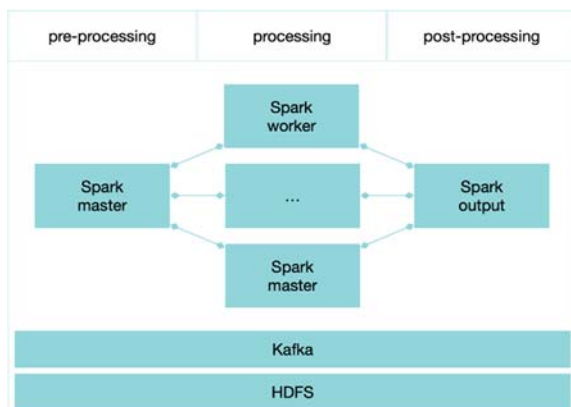 pre-processing
processing
post-processing
Spark
worker
Spark
master
...
Spark
output
Spark
master
Kafka
HDFS